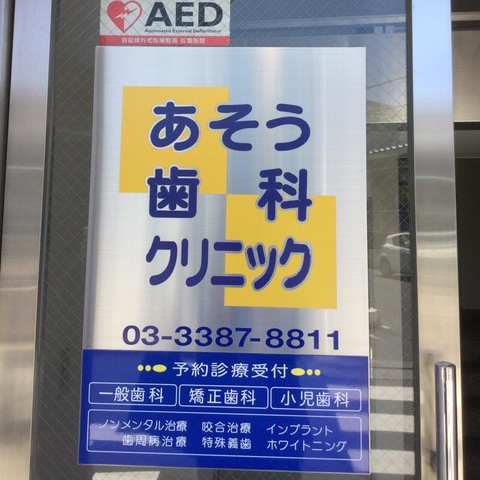 AED
Automated External Defibrillator
自動体外式除細動器 設置施設
あそう
歯科
クリニック
03-3387-8811
予約診療受付
一般歯科 矯正歯科 小児歯科
ノンメンタル治療 咬合治療 インプラント
歯周病治療 特殊義歯 ホワイトニング